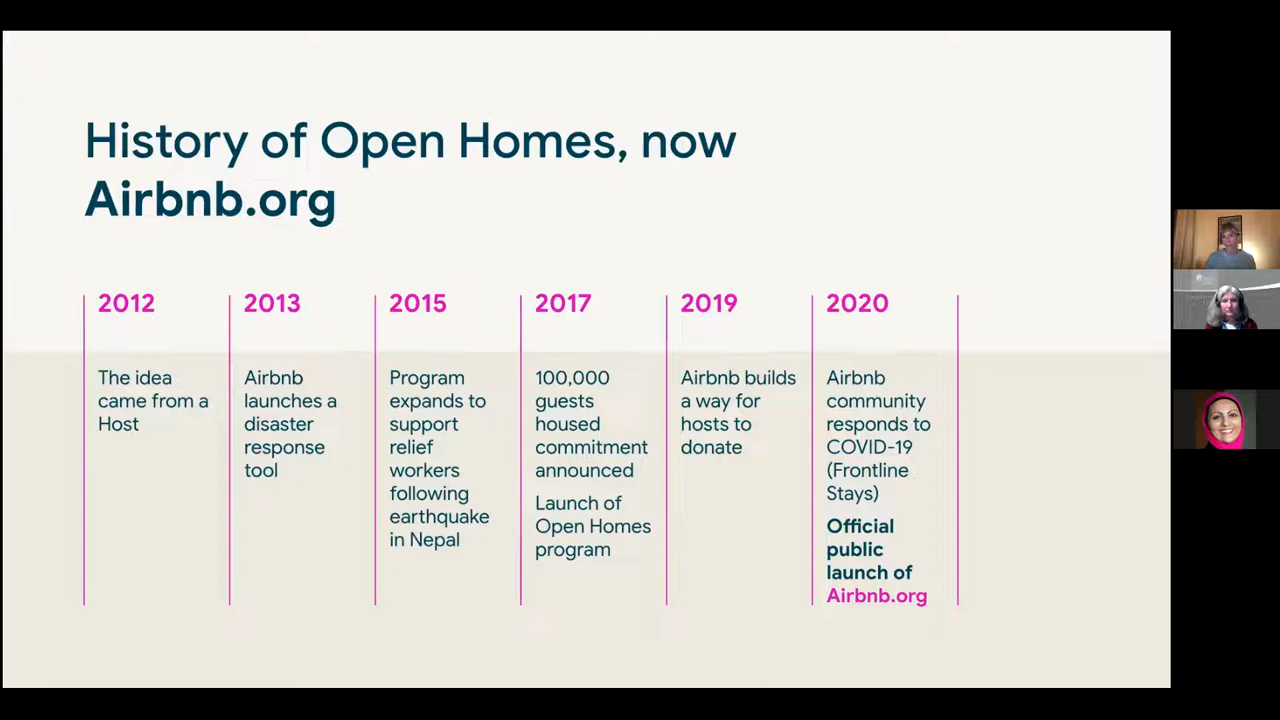 History of Open Homes, now
Airbnb.org
2012
The idea
came from a
Host
2013
Airbnb
launches a
disaster
response
tool
2015
Program
expands to
support
relief
workers
following
earthquake
in Nepal
2017
100,000
guests
housed
commitment
announced
Launch of
Open Homes
program
2019
Airbnb builds
a way for
hosts to
donate
2020
Airbnb
community
responds to
COVID-19
(Frontline
Stays)
Official
public
launch of
Airbnb.org